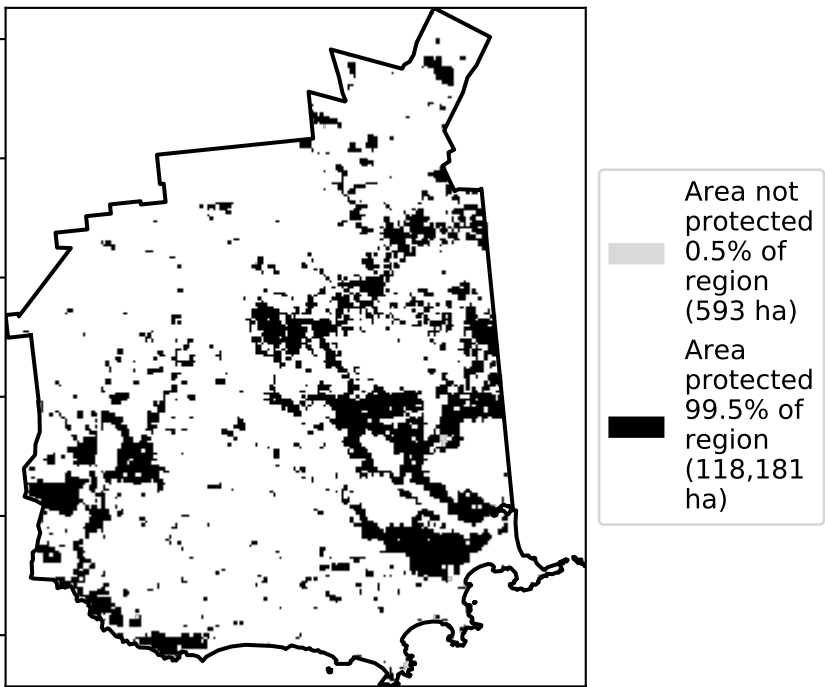 Area not
protected
0.5% of
region
(593 ha)
Area
protected
99.5% of
region
(118,181
ha)